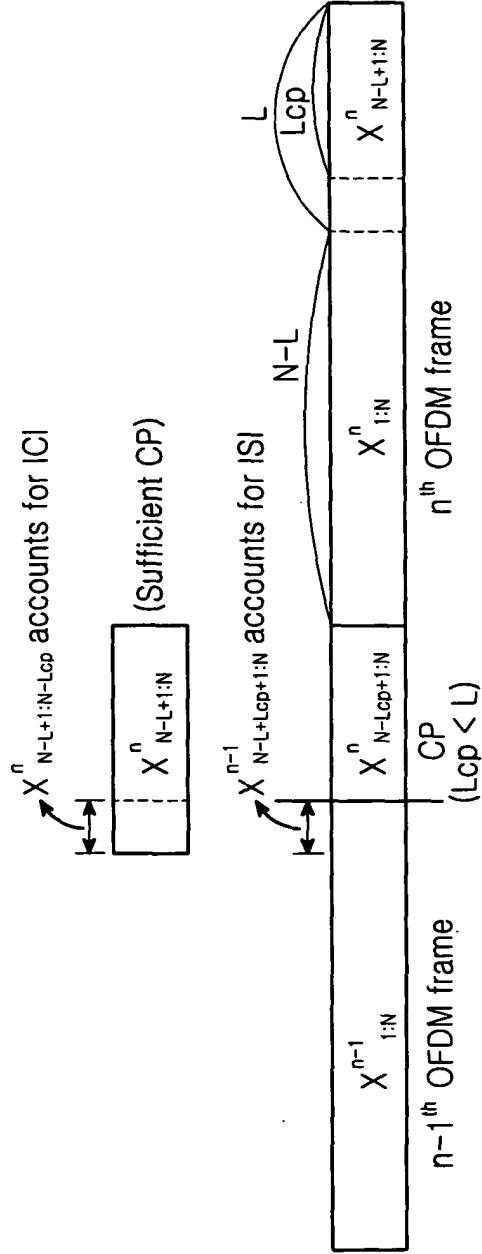 X^n_{N-L+1:N-Lcp} accounts for ICI
X^n_{N-L+1:N} (Sufficient CP)
X^{n-1}_{N-L+Lcp+1:N} accounts for ISI
L
Lcp
N-L
X^{n-1}_{1:N}
X^n_{N-Lcp+1:N}
X^n_{1:N}
X^n_{N-L+1:N}
n-1^{th} OFDM frame
CP
(Lcp < L)
n^{th} OFDM frame